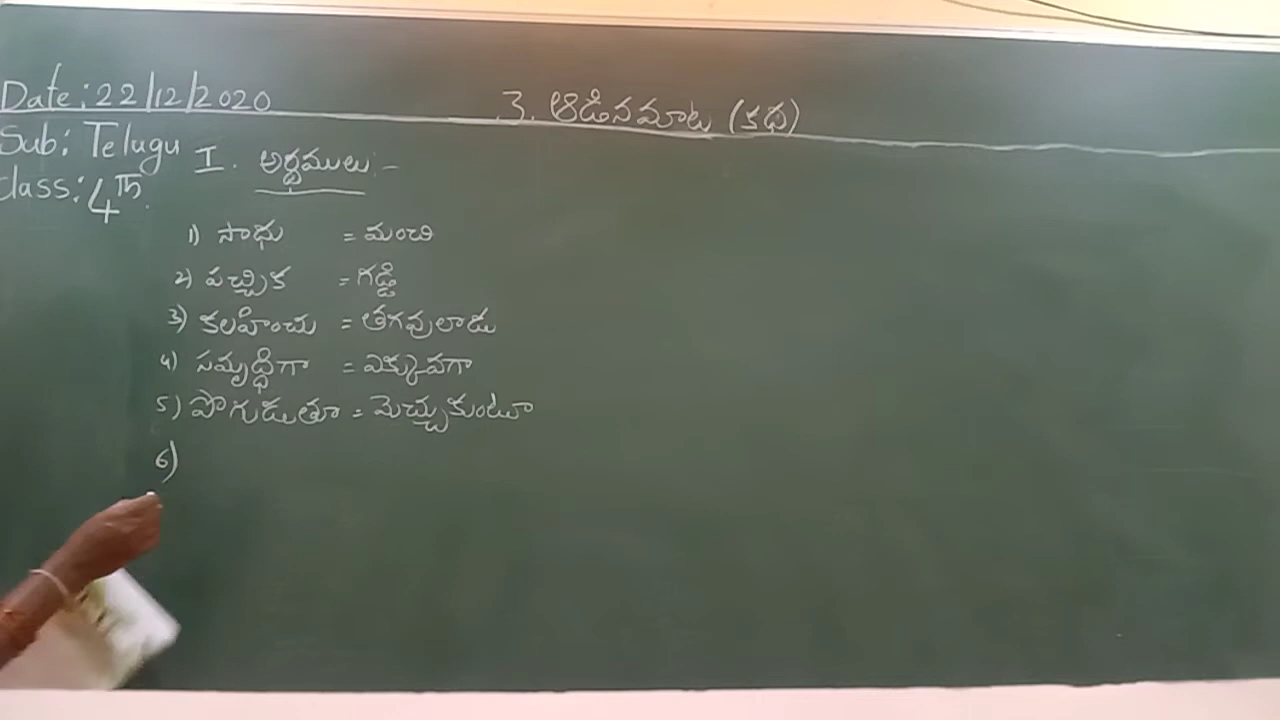 Date: 22/12/2020
3. ఆడినమాట (కథ)
Sub: Telugu
Class: 4th.
I. అర్థములు:-
1) సాధు = మంచి
2) పచ్చిక = గడ్డి
3) కలహించు = తగవులాడు
4) సమృద్ధిగా = ఎక్కువగా
5) పొగుడుతూ = మెచ్చుకుంటూ
6)